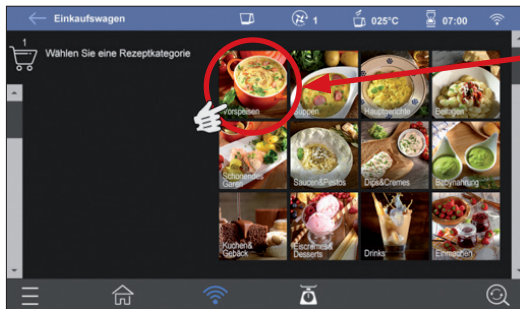 Einkaufswagen
1
025°C
07:00
1
Wählen Sie eine Rezeptkategorie
Vorspeisen
Suppen
Hauptgerichte
Beilagen
Schonendes
Garen
Saucen&Pestos
Dips&Cremes
Babynahrung
Kuchen&
Gebäck
Eiscremes&
Desserts
Drinks
Einmachen